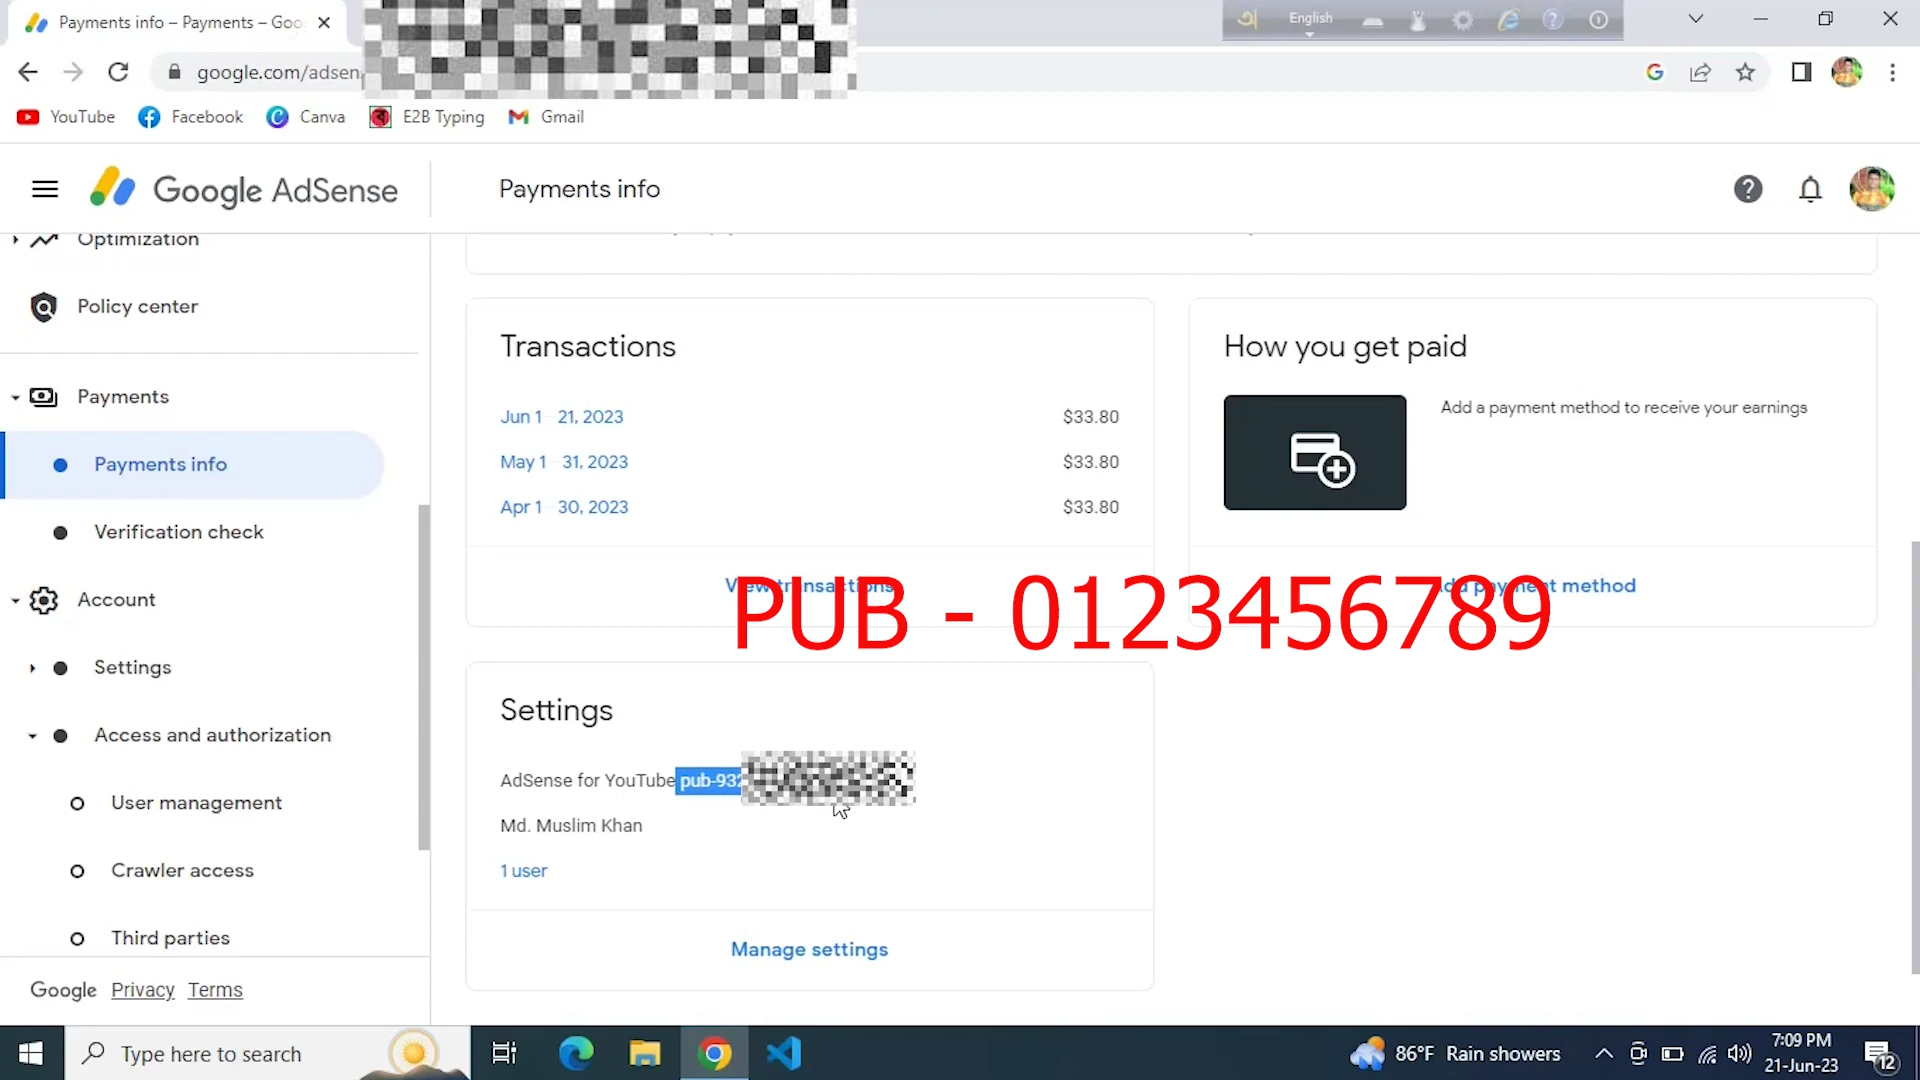 Payments info – Payments – Goo
English
google.com/adsen
YouTube
Facebook
Canva
E2B Typing
Gmail
Google AdSense
Payments info
Optimization
Policy center
Payments
Payments info
Verification check
Account
Settings
Access and authorization
User management
Crawler access
Third parties
Google Privacy Terms
Transactions
Jun 1 21, 2023 $33.80
May 1 31, 2023 $33.80
Apr 1 30, 2023 $33.80
View transactions
How you get paid
Add a payment method to receive your earnings
Add payment method
PUB - 0123456789
Settings
AdSense for YouTube pub-932
Md. Muslim Khan
1 user
Manage settings
Type here to search
86°F Rain showers
7:09 PM
21-Jun-23
12